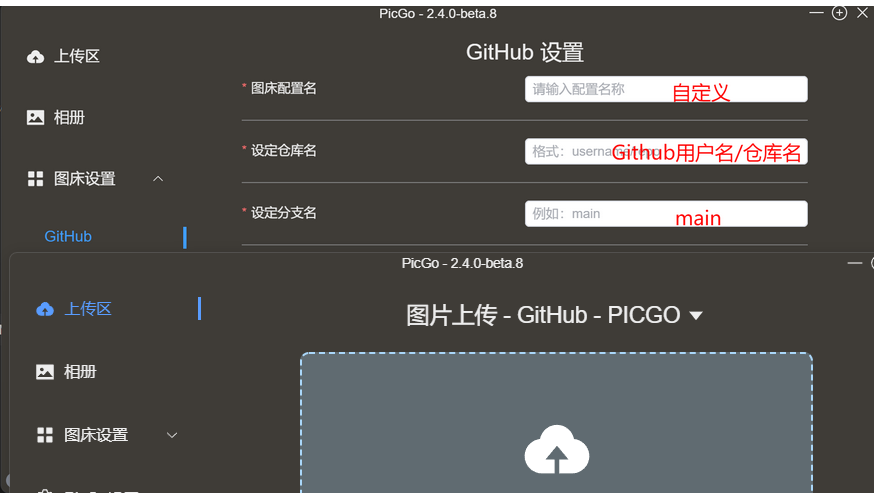 PicGo - 2.4.0-beta.8
上传区
GitHub 设置
* 图床配置名
请输入配置名称
自定义
相册
* 设定仓库名
格式：
Github用户名/仓库名
图床设置
* 设定分支名
例如：main
main
GitHub
PicGo - 2.4.0-beta.8
上传区
图片上传 - GitHub - PICGO
相册
图床设置